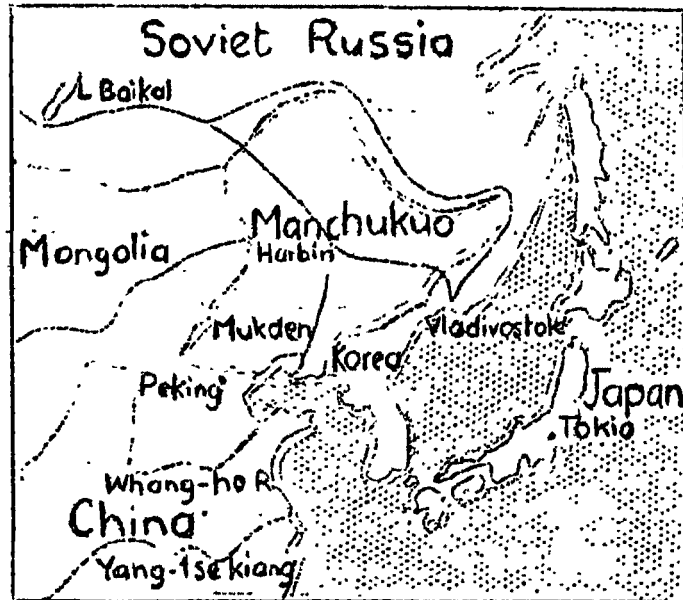 Soviet Russia
L Baikal
Manchukuo
Mongolia
Harbin
Mukden
Vladivostok
Korea
Peking
Japan
Tokio
Whang-ho R
China
Yang-tse kiang